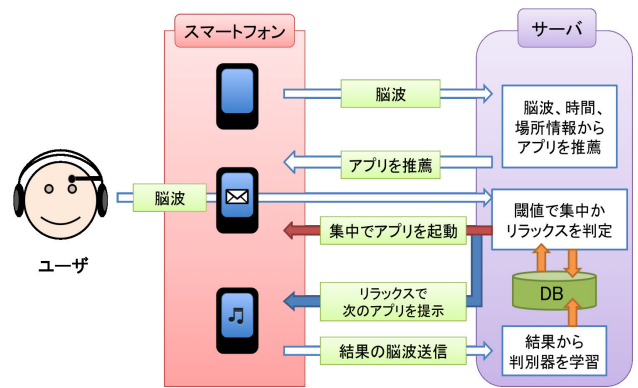 スマートフォン
サーバ
脳波
脳波、時間、
場所情報から
アプリを推薦
アプリを推薦
脳波
閾値で集中か
リラックスを判定
集中でアプリを起動
ユーザ
リラックスで
次のアプリを提示
DB
結果の脳波送信
結果から
判別器を学習